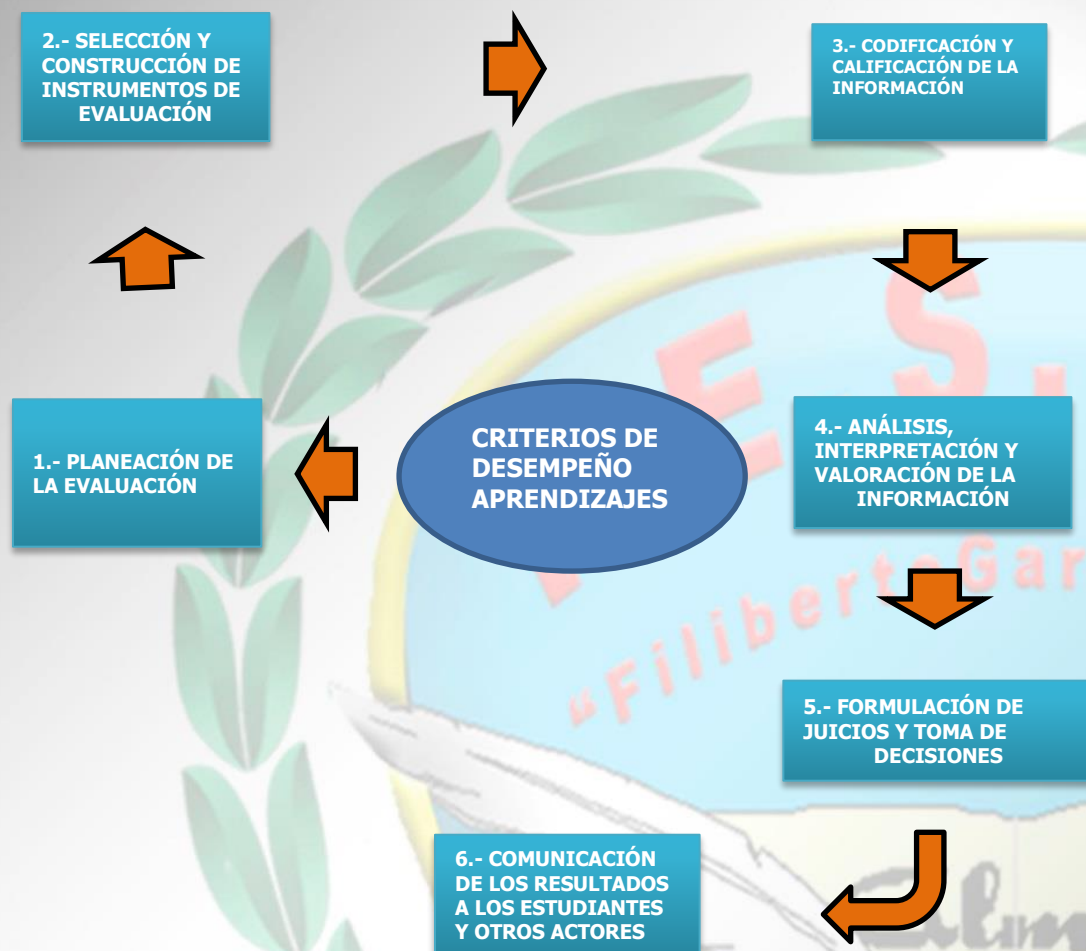 2.- SELECCIÓN Y
CONSTRUCCIÓN DE
INSTRUMENTOS DE
EVALUACIÓN
3.- CODIFICACIÓN Y
CALIFICACIÓN DE LA
INFORMACIÓN
1.- PLANEACIÓN DE
LA EVALUACIÓN
CRITERIOS DE
DESEMPEÑO
APRENDIZAJES
4.- ANÁLISIS,
INTERPRETACIÓN Y
VALORACIÓN DE LA
INFORMACIÓN
5.- FORMULACIÓN DE
JUICIOS Y TOMA DE
DECISIONES
6.- COMUNICACIÓN
DE LOS RESULTADOS
A LOS ESTUDIANTES
Y OTROS ACTORES